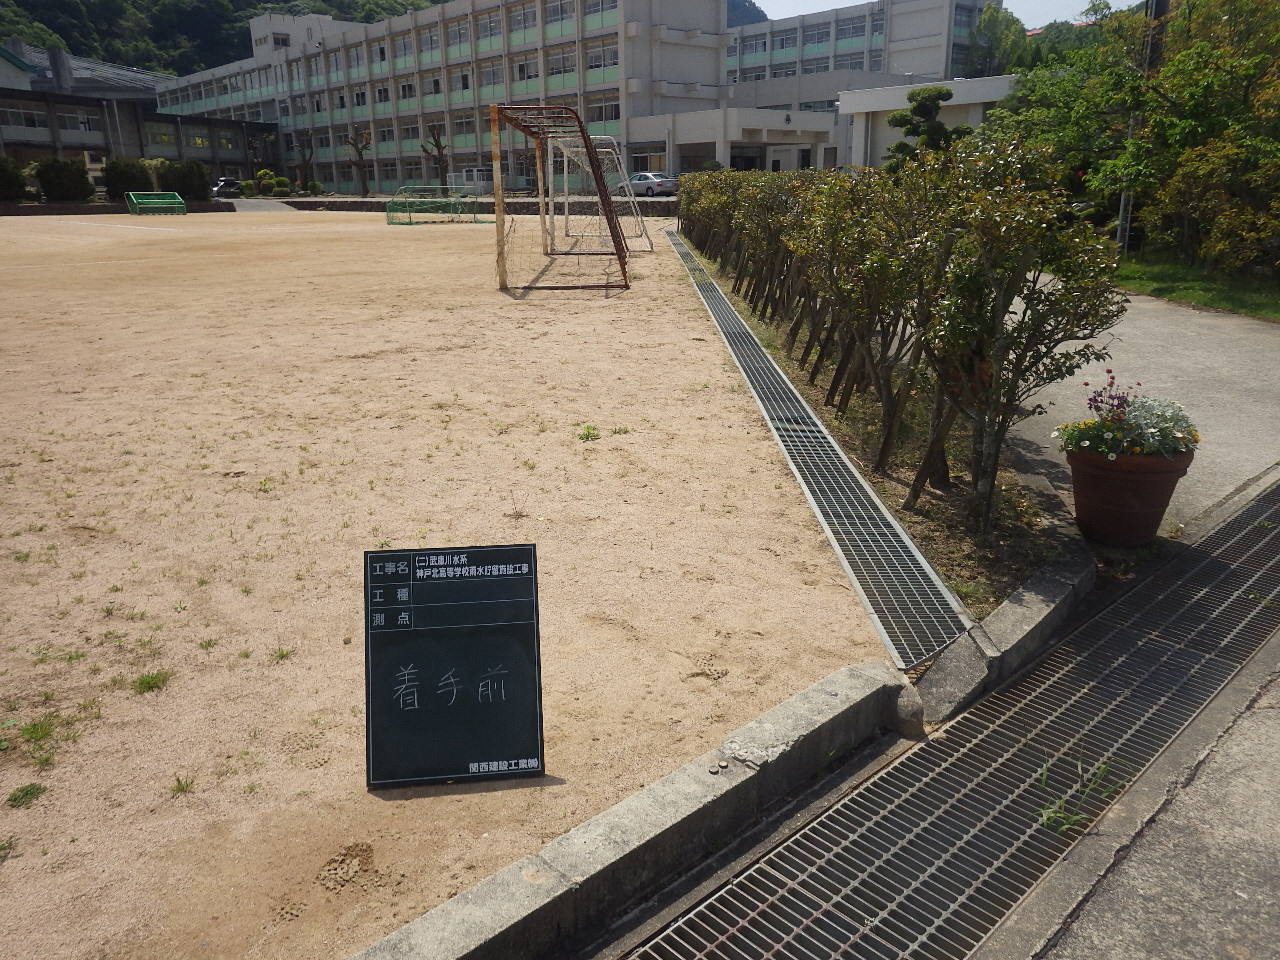 工事名 (二)武庫川水系
神戸北高等学校雨水貯留施設工事
工種
測点
着手前
関西建設工業㈱